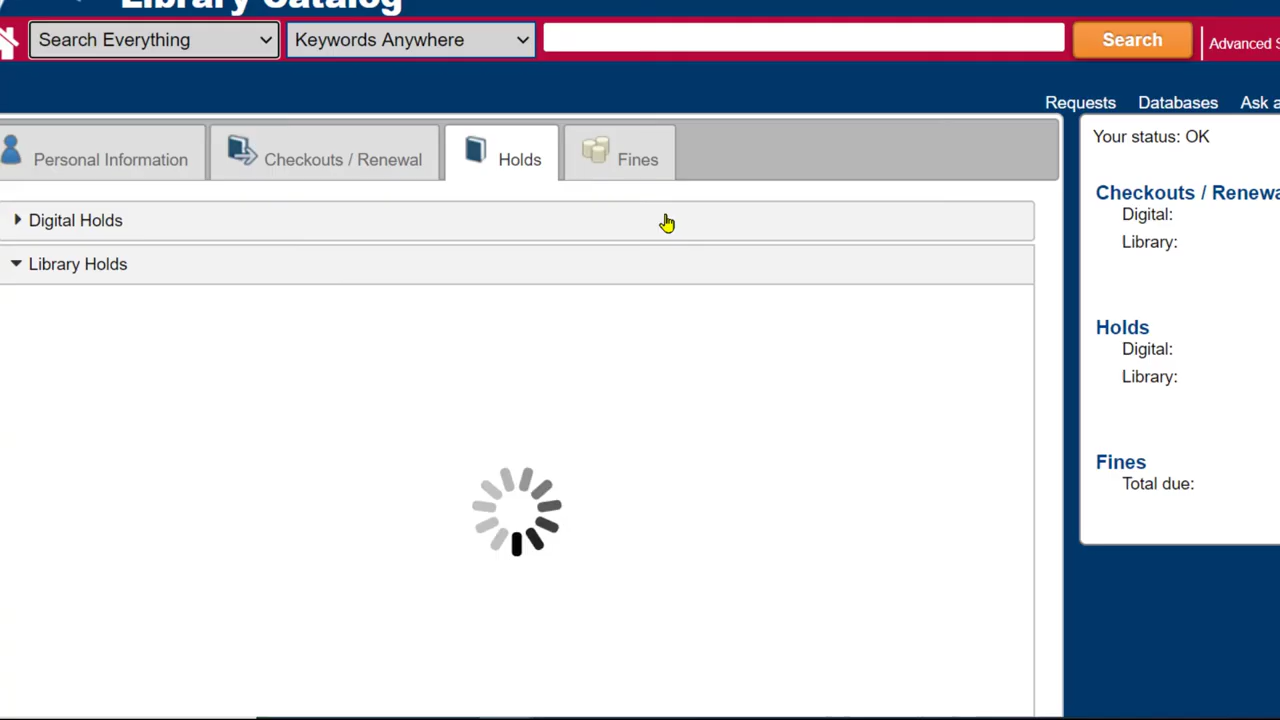 Library Catalog
Search Everything
Keywords Anywhere
Search
Advanced S
Requests
Databases
Ask a
Personal Information
Checkouts / Renewal
Holds
Fines
Your status: OK
Digital Holds
Library Holds
Checkouts / Renewa
Digital:
Library:
Holds
Digital:
Library:
Fines
Total due: